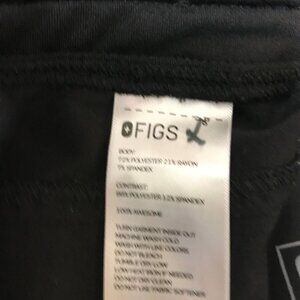 FIGS L
BODY:
72% POLYESTER 21% RAYON
7% SPANDEX
CONTRAST:
88% POLYESTER 12% SPANDEX
100% AWESOME
TURN GARMENT INSIDE OUT
MACHINE WASH COLD
WASH WITH LIKE COLORS
DO NOT BLEACH
TUMBLE DRY LOW
LOW HEAT IRON IF NEEDED
DO NOT DRY CLEAN
DO NOT USE FABRIC SOFTENER